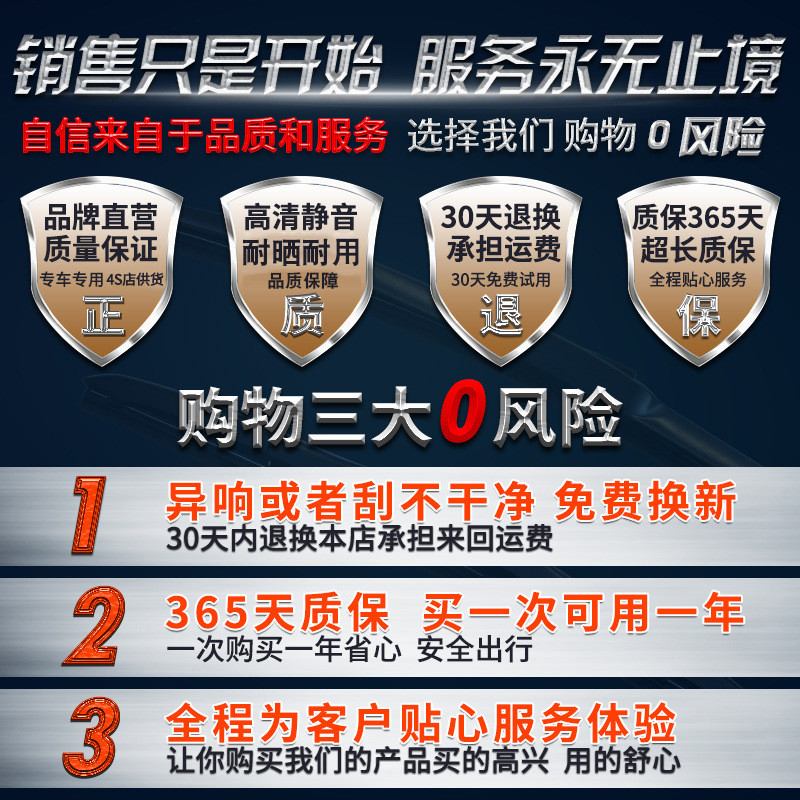 销售只是开始 服务永无止境
自信来自于品质和服务 选择我们 购物 0 风险
品牌直营
质量保证
专车专用 4S店供货
正
高清静音
耐晒耐用
品质保障
质
30天退换
承担运费
30天免费试用
退
质保365天
超长质保
全程贴心服务
保
购物三大0风险
1
异响或者刮不干净 免费换新
30天内退换本店承担来回运费
2
365天质保 买一次可用一年
一次购买一年省心 安全出行
3
全程为客户贴心服务体验
让你购买我们的产品买的高兴 用的舒心